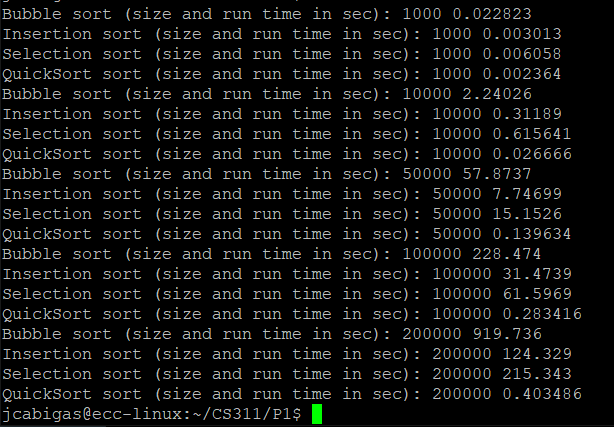 Bubble sort (size and run time in sec): 1000 0.022823
Insertion sort (size and run time in sec): 1000 0.003013
Selection sort (size and run time in sec): 1000 0.006058
QuickSort (size and run time in sec): 1000 0.002364
Bubble sort (size and run time in sec): 10000 2.24026
Insertion sort (size and run time in sec): 10000 0.31189
Selection sort (size and run time in sec): 10000 0.615641
QuickSort (size and run time in sec): 10000 0.026666
Bubble sort (size and run time in sec): 50000 57.8737
Insertion sort (size and run time in sec): 50000 7.74699
Selection sort (size and run time in sec): 50000 15.1526
QuickSort (size and run time in sec): 50000 0.139634
Bubble sort (size and run time in sec): 100000 228.474
Insertion sort (size and run time in sec): 100000 31.4739
Selection sort (size and run time in sec): 100000 61.5969
QuickSort (size and run time in sec): 100000 0.283416
Bubble sort (size and run time in sec): 200000 919.736
Insertion sort (size and run time in sec): 200000 124.329
Selection sort (size and run time in sec): 200000 215.343
QuickSort (size and run time in sec): 200000 0.403486
jcabigas@ecc-linux:~/CS311/P1$